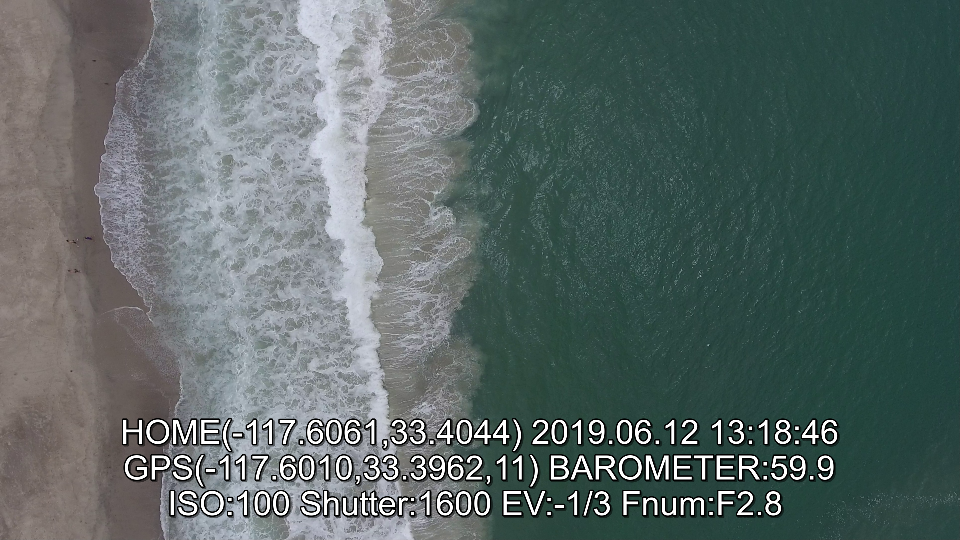 HOME(-117.6061,33.4044) 2019.06.12 13:18:46
GPS(-117.6010,33.3962,11) BAROMETER:59.9
ISO:100 Shutter:1600 EV:-1/3 Fnum:F2.8